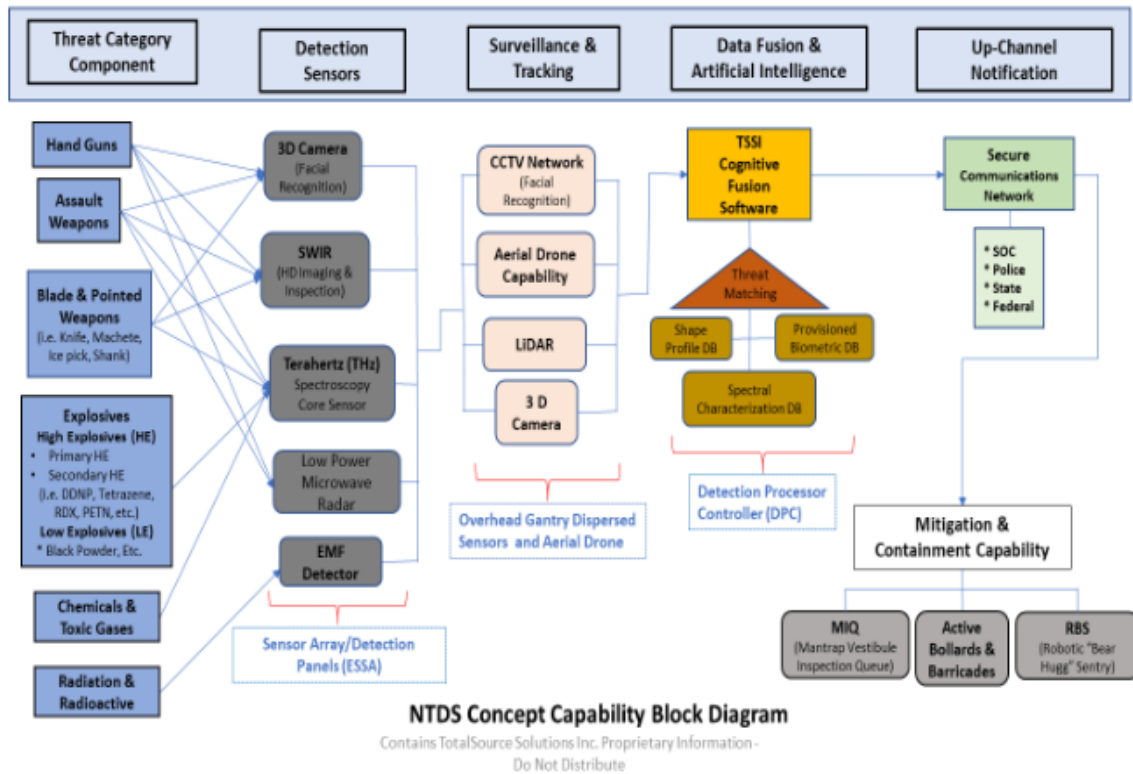 Threat Category
Component
Detection
Sensors
Surveillance &
Tracking
Data Fusion &
Artificial Intelligence
Up-Channel
Notification
Hand Guns
Assault
Weapons
Blade & Pointed
Weapons
(i.e. Knife, Machete,
Ice pick, Shank)
Explosives
High Explosives (HE)
• Primary HE
• Secondary HE
(i.e. DDNP, Tetrazene,
RDX, PETN, etc.)
Low Explosives (LE)
* Black Powder, Etc.
Chemicals &
Toxic Gases
Radiation &
Radioactive
3D Camera
(Facial
Recognition)
SWIR
(HD Imaging &
Inspection)
Terahertz (THz)
Spectroscopy
Core Sensor
Low Power
Microwave
Radar
EMF
Detector
Sensor Array/Detection
Panels (ESSA)
CCTV Network
(Facial
Recognition)
Aerial Drone
Capability
LiDAR
3 D
Camera
Overhead Gantry Dispersed
Sensors and Aerial Drone
TSSI
Cognitive
Fusion
Software
Threat
Matching
Shape
Profile DB
Provisioned
Biometric DB
Spectral
Characterization DB
Detection Processor
Controller (DPC)
Secure
Communications
Network
* SOC
* Police
* State
* Federal
Mitigation &
Containment Capability
MIQ
(Mantrap Vestibule
Inspection Queue)
Active
Bollards &
Barricades
RBS
(Robotic "Bear
Hugg" Sentry)
NTDS Concept Capability Block Diagram
Contains TotalSource Solutions Inc. Proprietary Information -
Do Not Distribute